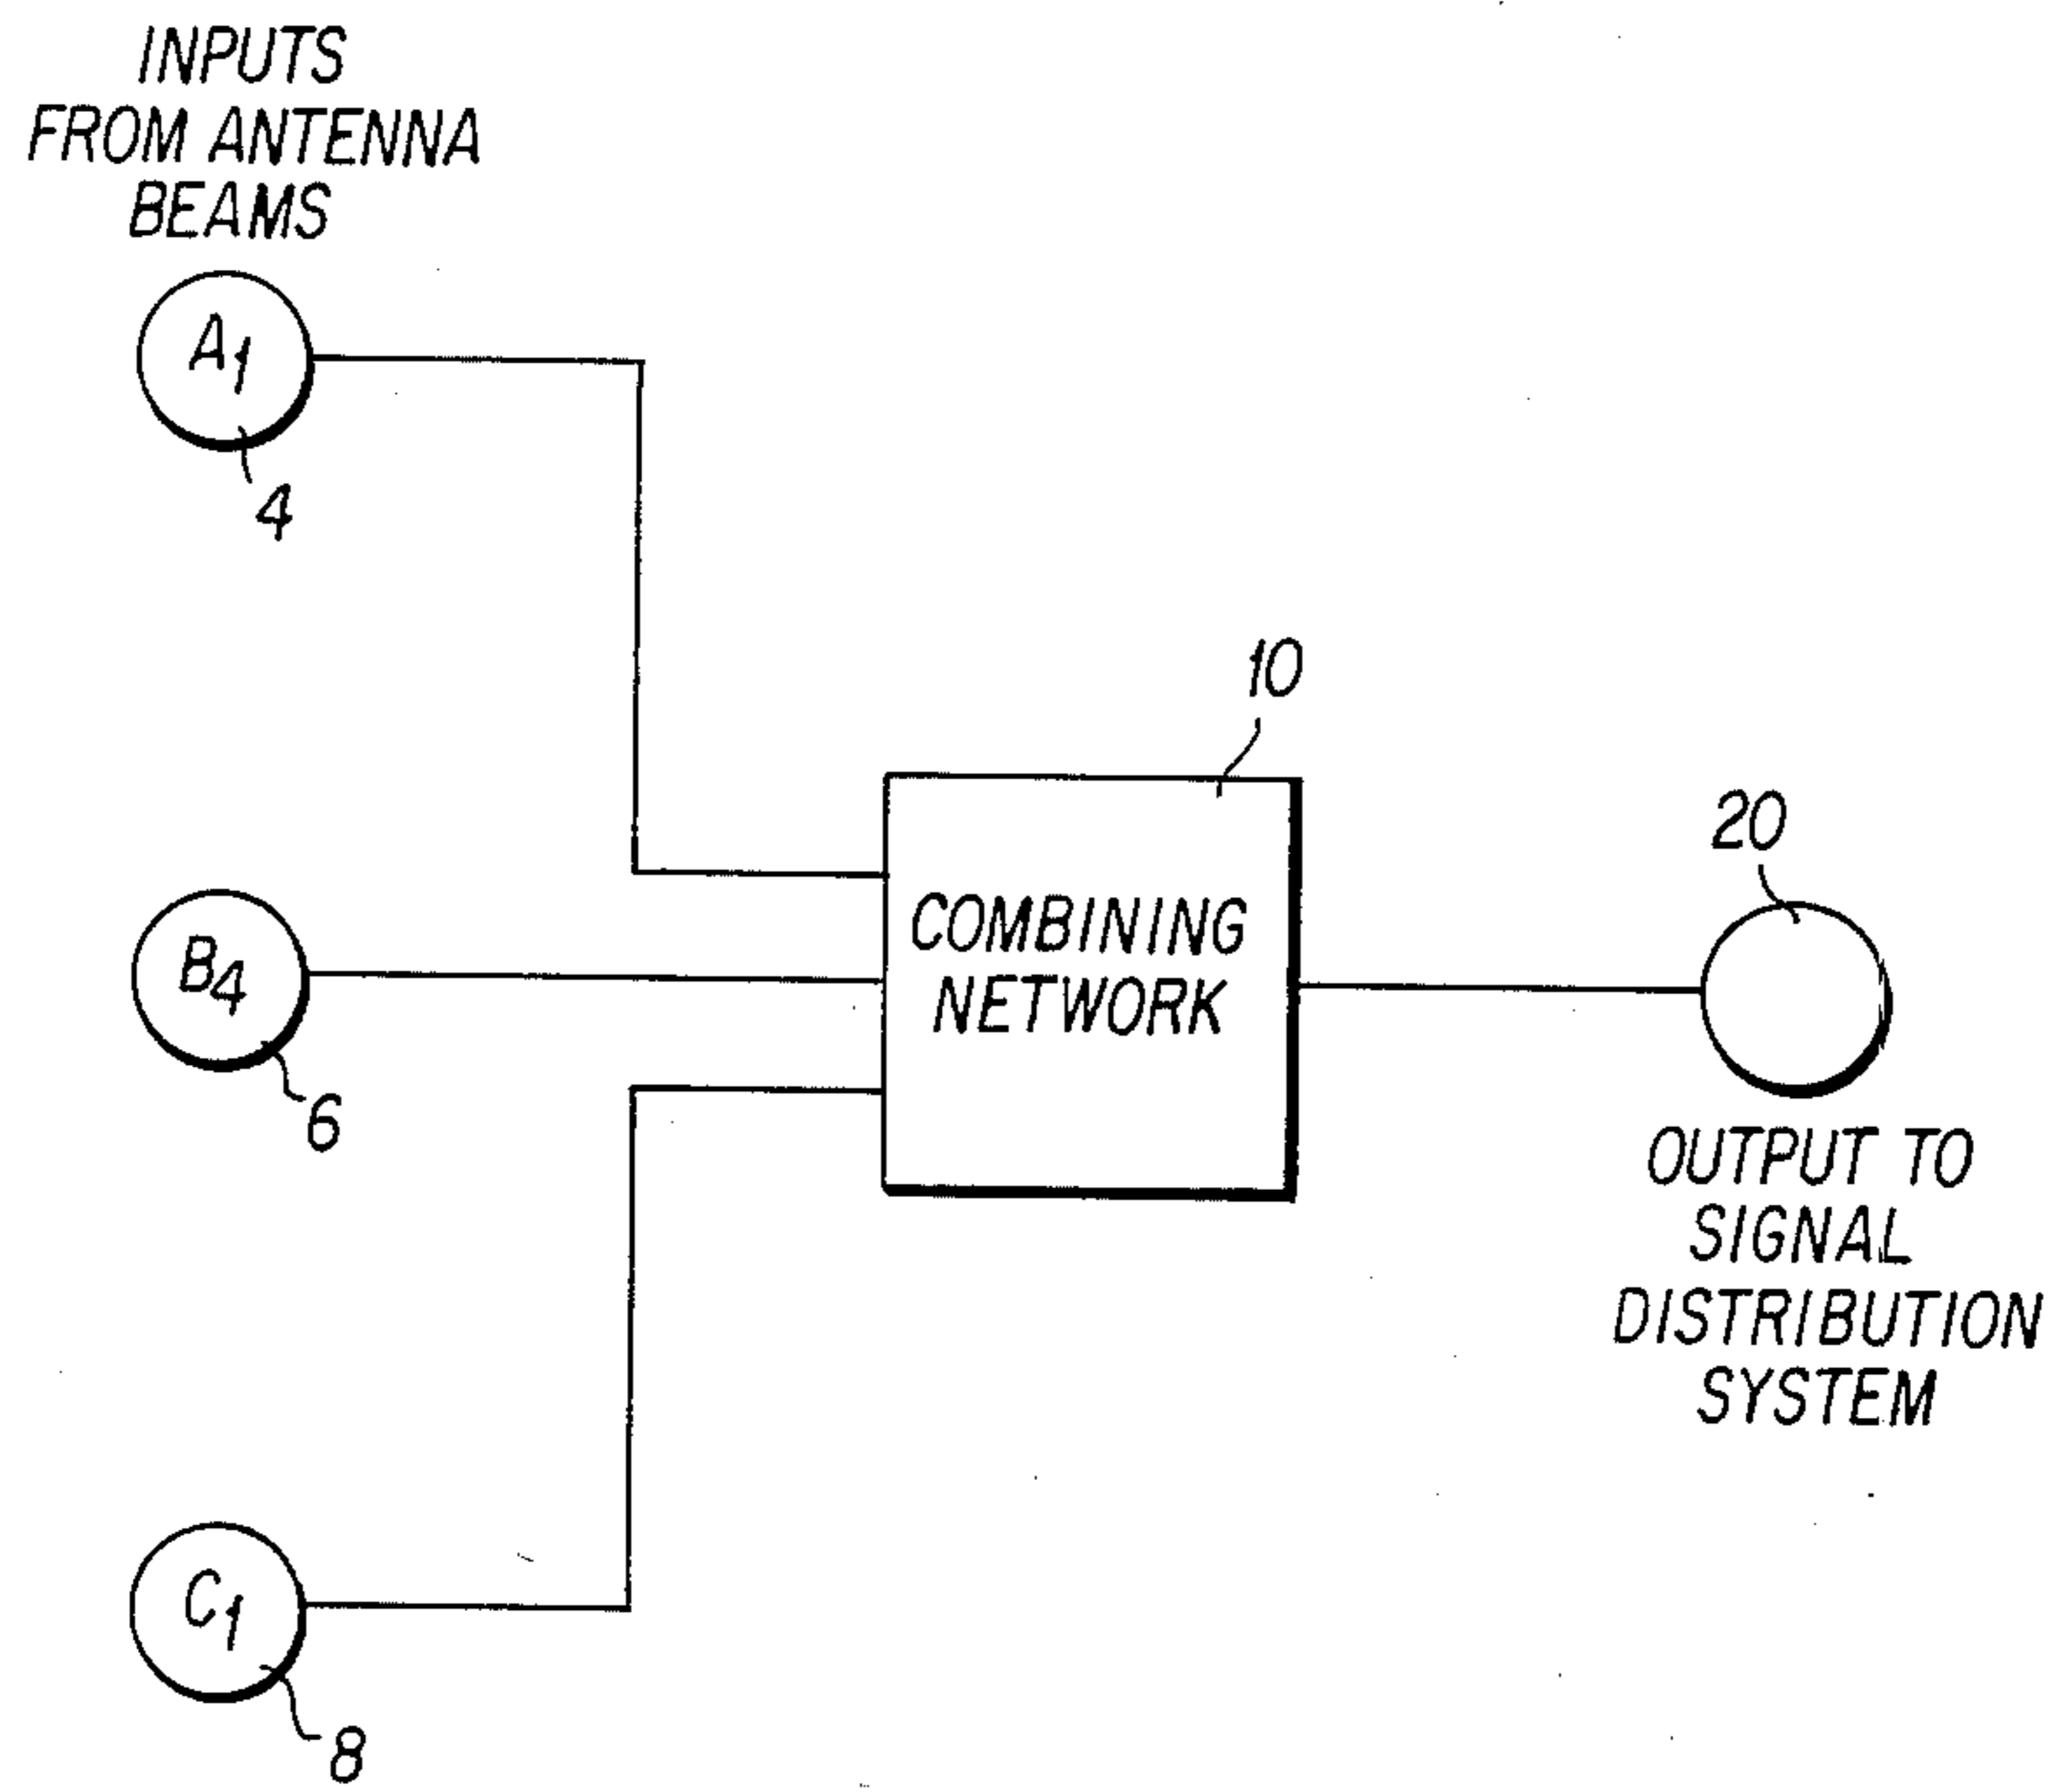 INPUTS
FROM ANTENNA
BEAMS
A1
4
10
20
B4
COMBINING
NETWORK
6
OUTPUT TO
SIGNAL
DISTRIBUTION
SYSTEM
C1
8